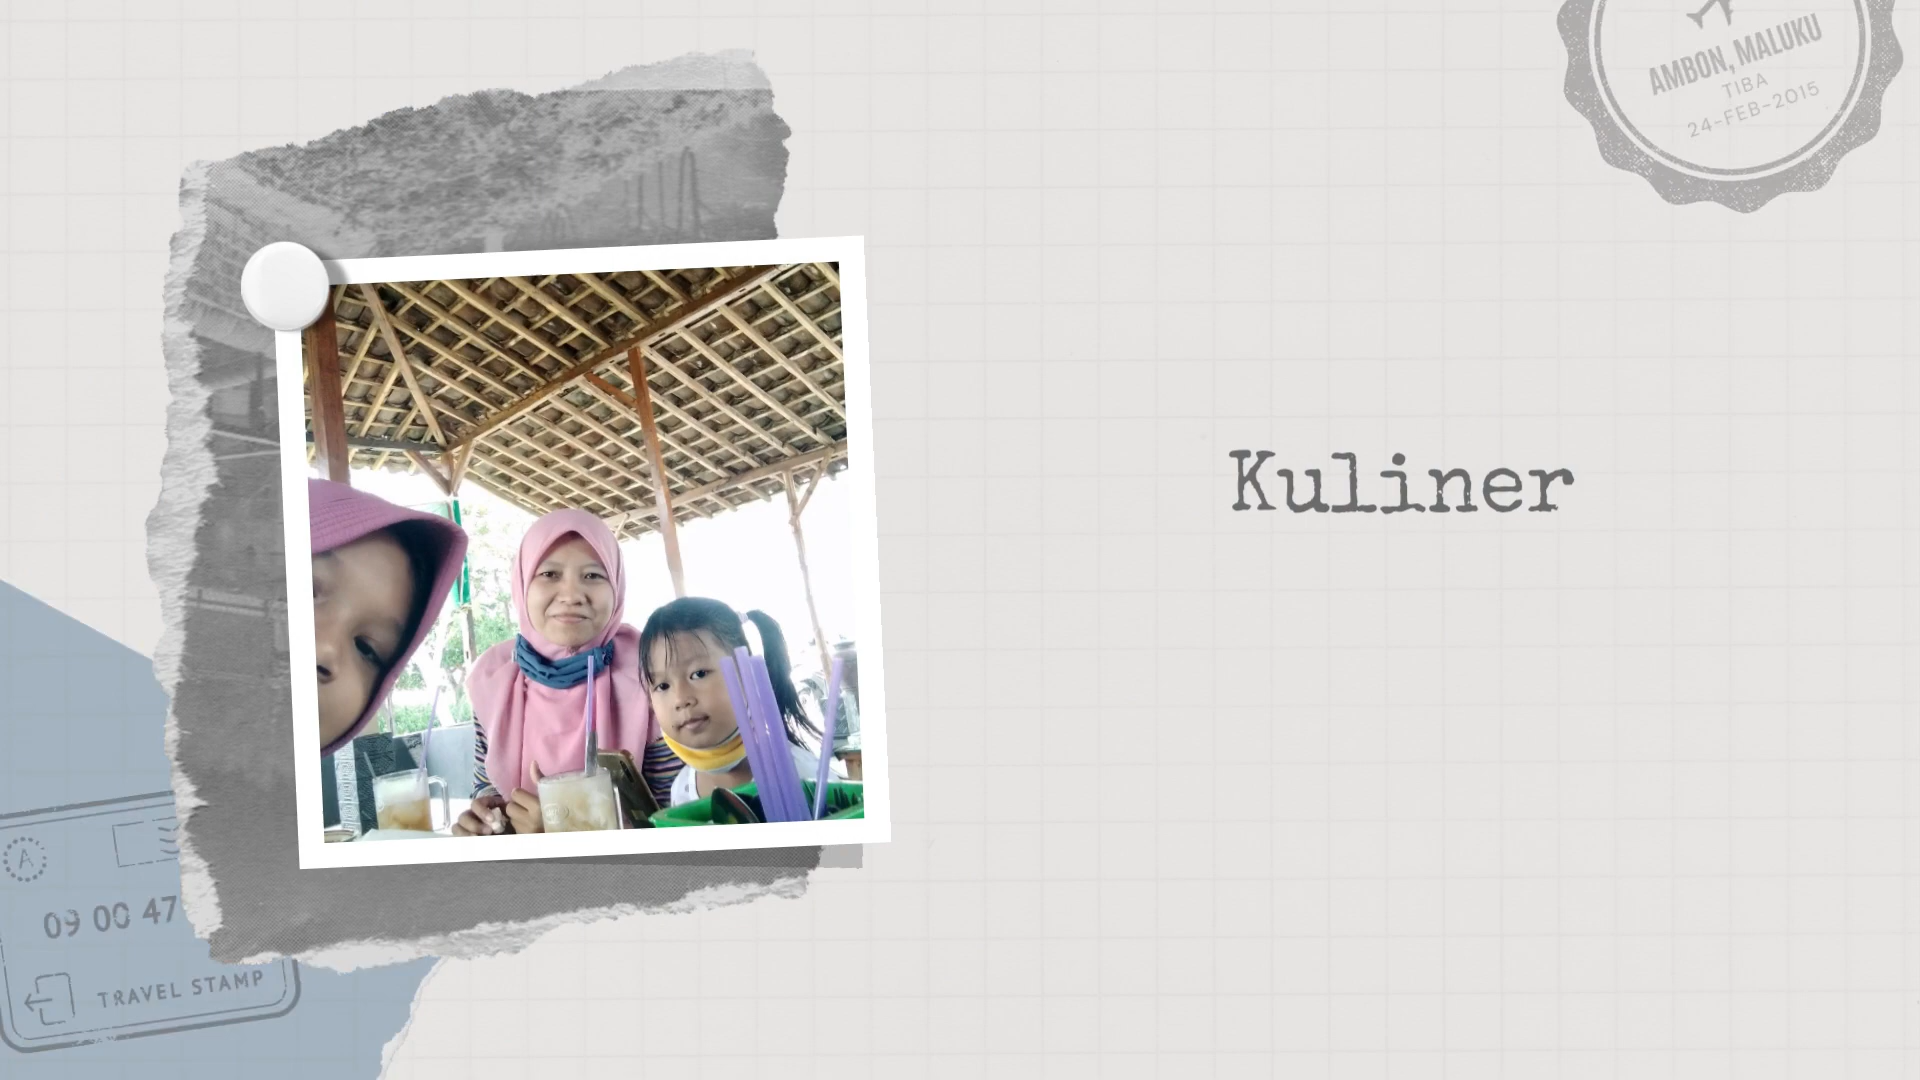 AMBON, MALUKU
TIBA
24-FEB-2015
Kuliner
A
09 00 47
TRAVEL STAMP